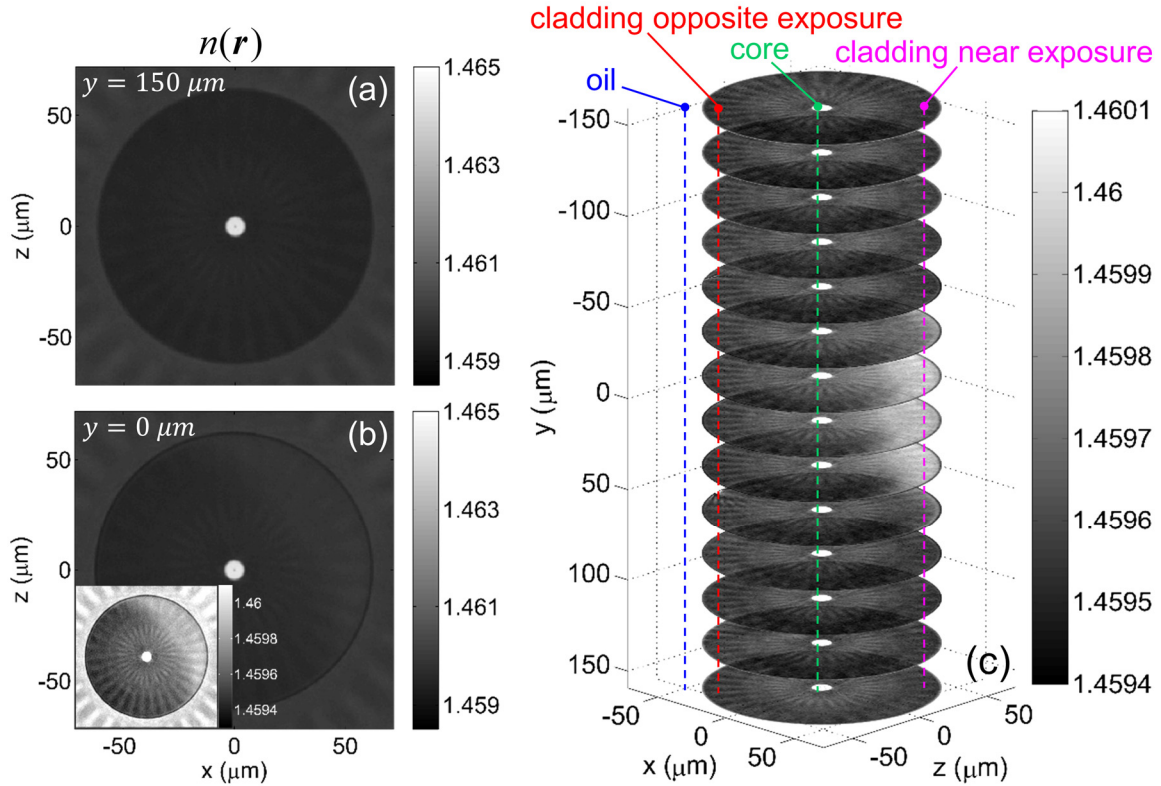 n(r)
y = 150 μm
(a)
z (μm)
50
0
-50
1.465
1.463
1.461
1.459
y = 0 μm
(b)
z (μm)
50
0
-50
1.465
1.463
1.461
1.459
1.46
1.4598
1.4596
1.4594
-50
0
50
x (μm)
cladding opposite exposure
core
cladding near exposure
oil
y (μm)
-150
-100
-50
0
50
100
150
(c)
-50
0
50
x (μm)
-50
0
50
z (μm)
1.4601
1.46
1.4599
1.4598
1.4597
1.4596
1.4595
1.4594